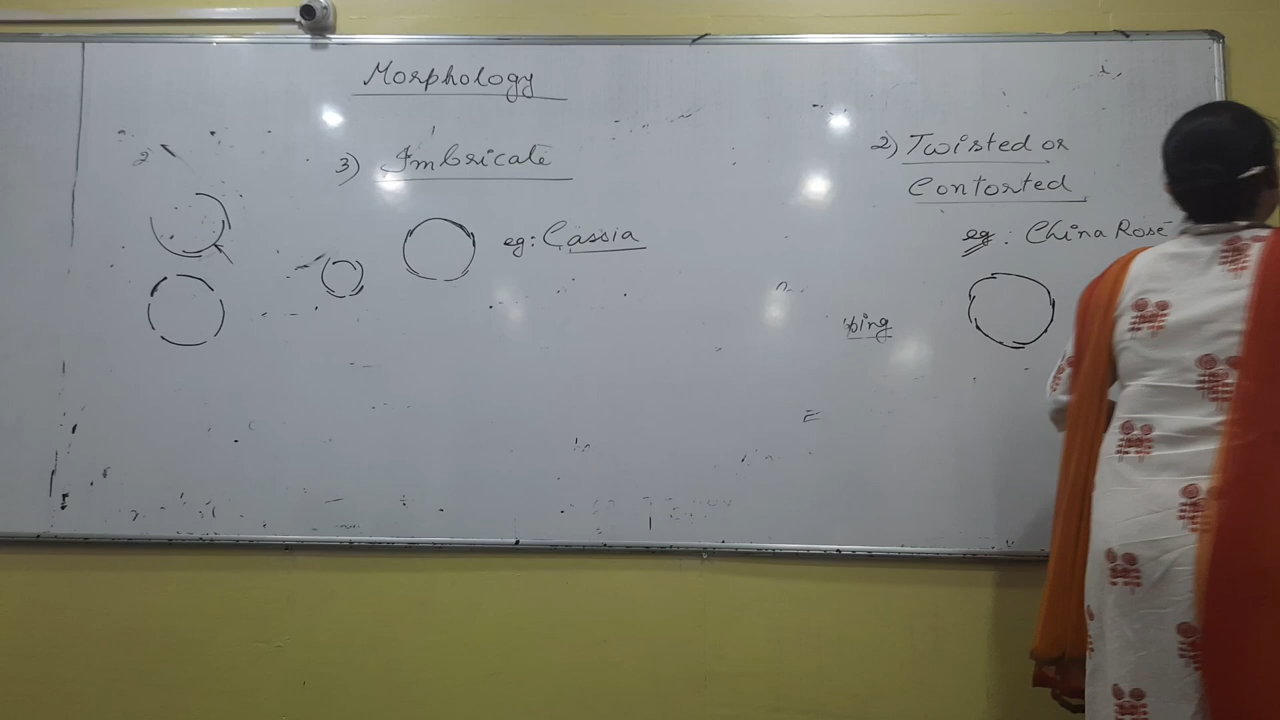 Morphology
3) Imbricate
eg: Cassia
2) Twisted or
Contorted
eg: China Rose